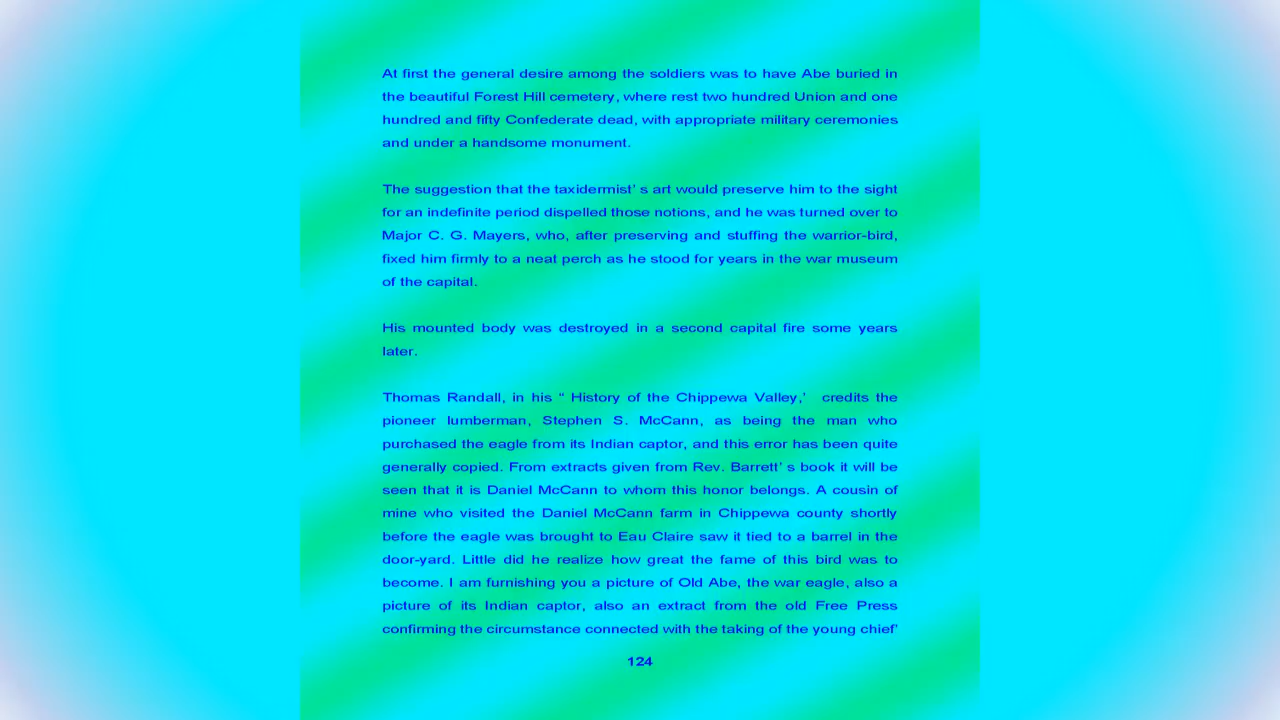 At first the general desire among the soldiers was to have Abe buried in
the beautiful Forest Hill cemetery, where rest two hundred Union and one
hundred and fifty Confederate dead, with appropriate military ceremonies
and under a handsome monument.
The suggestion that the taxidermist’ s art would preserve him to the sight
for an indefinite period dispelled those notions, and he was turned over to
Major C. G. Mayers, who, after preserving and stuffing the warrior-bird,
fixed him firmly to a neat perch as he stood for years in the war museum
of the capital.
His mounted body was destroyed in a second capital fire some years
later.
Thomas Randall, in his “ History of the Chippewa Valley,’ credits the
pioneer lumberman, Stephen S. McCann, as being the man who
purchased the eagle from its Indian captor, and this error has been quite
generally copied. From extracts given from Rev. Barrett’ s book it will be
seen that it is Daniel McCann to whom this honor belongs. A cousin of
mine who visited the Daniel McCann farm in Chippewa county shortly
before the eagle was brought to Eau Claire saw it tied to a barrel in the
door-yard. Little did he realize how great the fame of this bird was to
become. I am furnishing you a picture of Old Abe, the war eagle, also a
picture of its Indian captor, also an extract from the old Free Press
confirming the circumstance connected with the taking of the young chief’
124